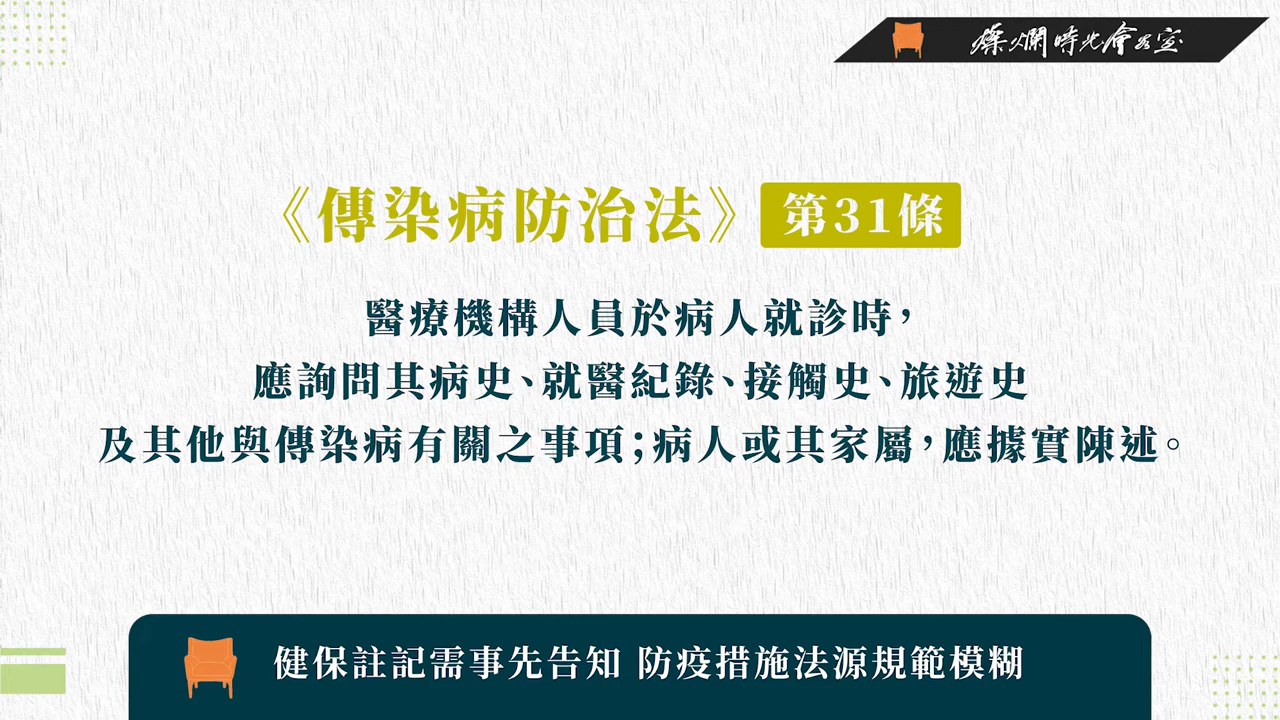 燦爛時光會客室
《傳染病防治法》 第31條
醫療機構人員於病人就診時，
應詢問其病史、就醫紀錄、接觸史、旅遊史
及其他與傳染病有關之事項；病人或其家屬，應據實陳述。
健保註記需事先告知 防疫措施法源規範模糊